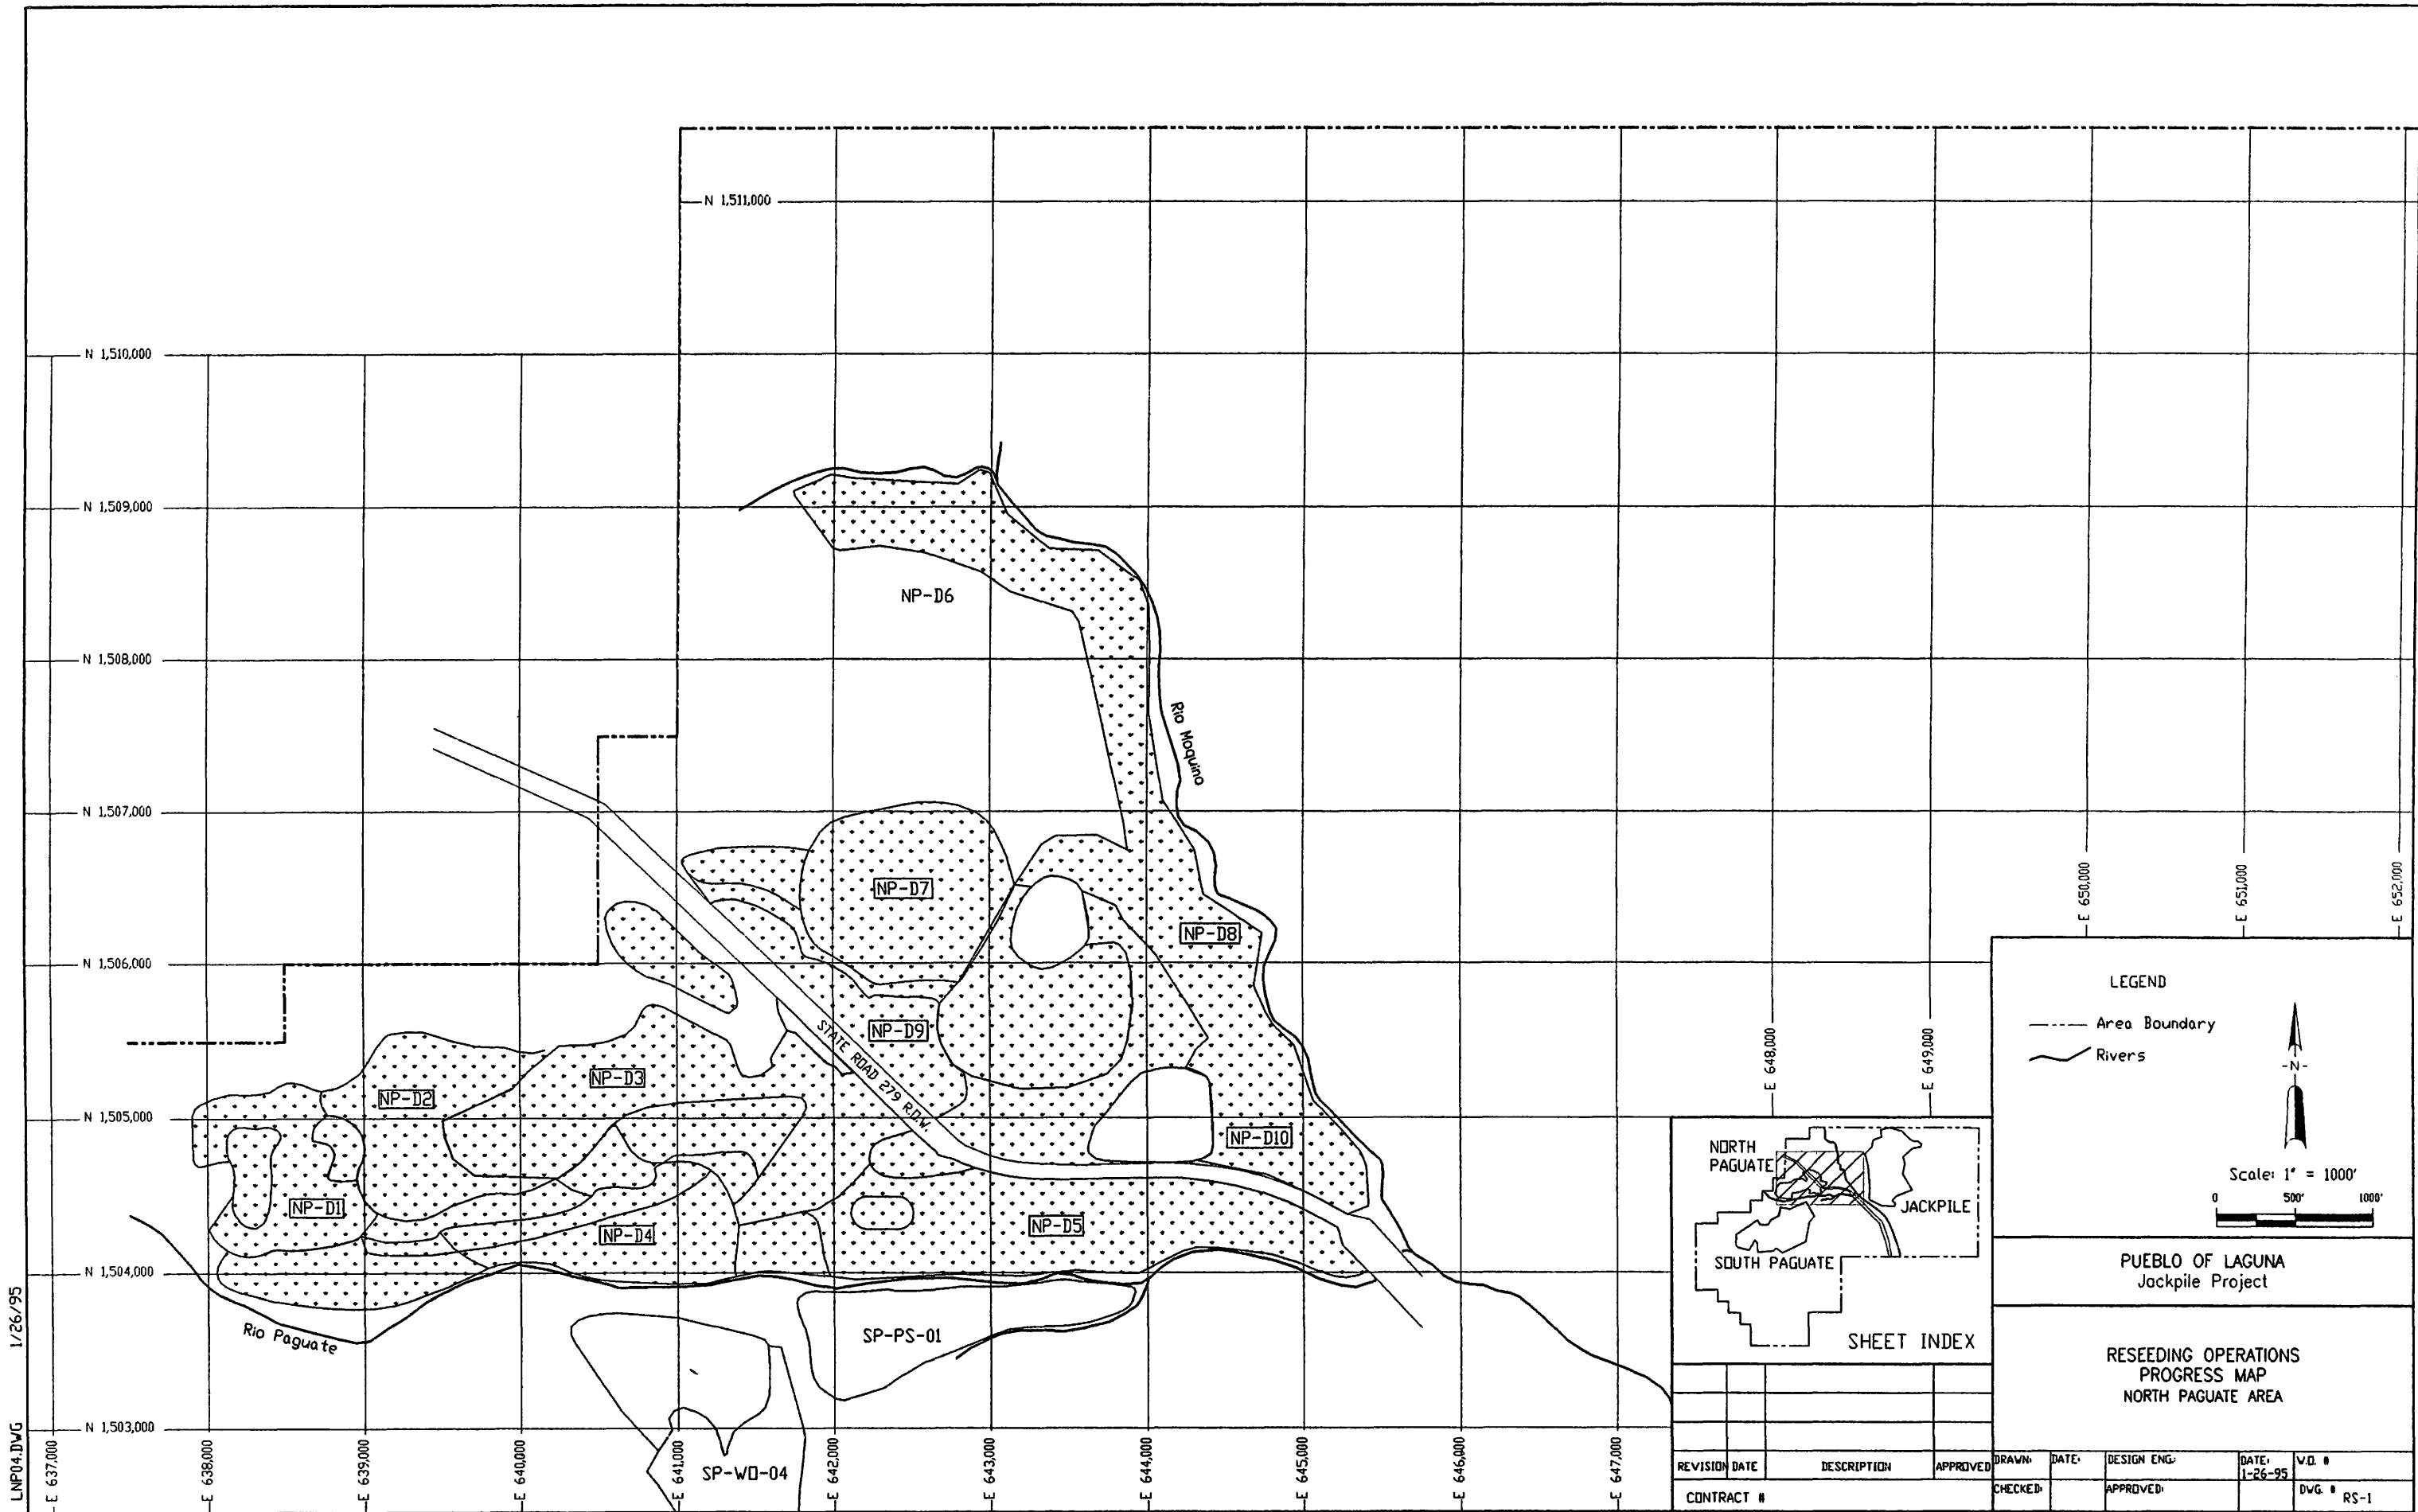 N 1,511,000
N 1,510,000
N 1,509,000
NP-D6
N 1,508,000
Rio Moquino
N 1,507,000
NP-D7
NP-D8
N 1,506,000
NP-D9
STATE ROAD 279 R.O.W.
NP-D3
NP-D2
N 1,505,000
NP-D10
NP-D1
NP-D5
NP-D4
N 1,504,000
Rio Paguate
SP-PS-01
N 1,503,000
SP-WD-04
E 637,000
E 638,000
E 639,000
E 640,000
E 641,000
E 642,000
E 643,000
E 644,000
E 645,000
E 646,000
E 647,000
E 648,000
E 649,000
E 650,000
E 651,000
E 652,000
LNP04.DWG 1/26/95
LEGEND
Area Boundary
Rivers
-N-
Scale: 1" = 1000'
0 500' 1000'
NORTH
PAGUATE
JACKPILE
SOUTH PAGUATE
SHEET INDEX
PUEBLO OF LAGUNA
Jackpile Project
RESEEDING OPERATIONS
PROGRESS MAP
NORTH PAGUATE AREA
REVISION DATE DESCRIPTION APPROVED
CONTRACT #
DRAWN: DATE: DESIGN ENG: DATE: W.O. #
1-26-95
CHECKED: APPROVED: DWG. # RS-1